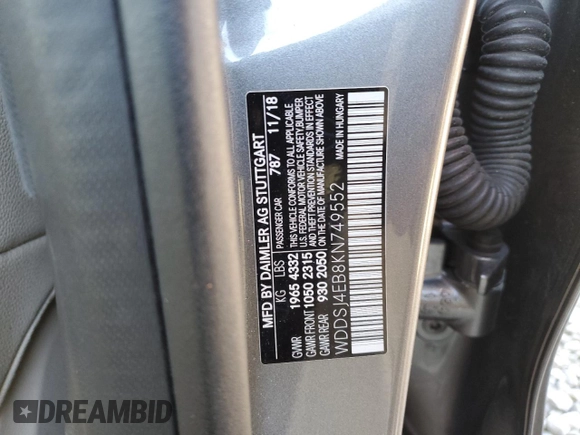 MFD BY DAIMLER AG STUTTGART
787 11/18
PASSENGER CAR
THIS VEHICLE CONFORMS TO ALL APPLICABLE
U.S. FEDERAL MOTOR VEHICLE SAFETY, BUMPER
AND THEFT PREVENTION STANDARDS IN EFFECT
ON THE DATE OF MANUFACTURE SHOWN ABOVE
KG LBS
GVWR 1965 4332
GAWR FRONT 1050 2315
GAWR REAR 930 2050
WDDSJ4EB8KN749552
MADE IN HUNGARY
DREAMBID